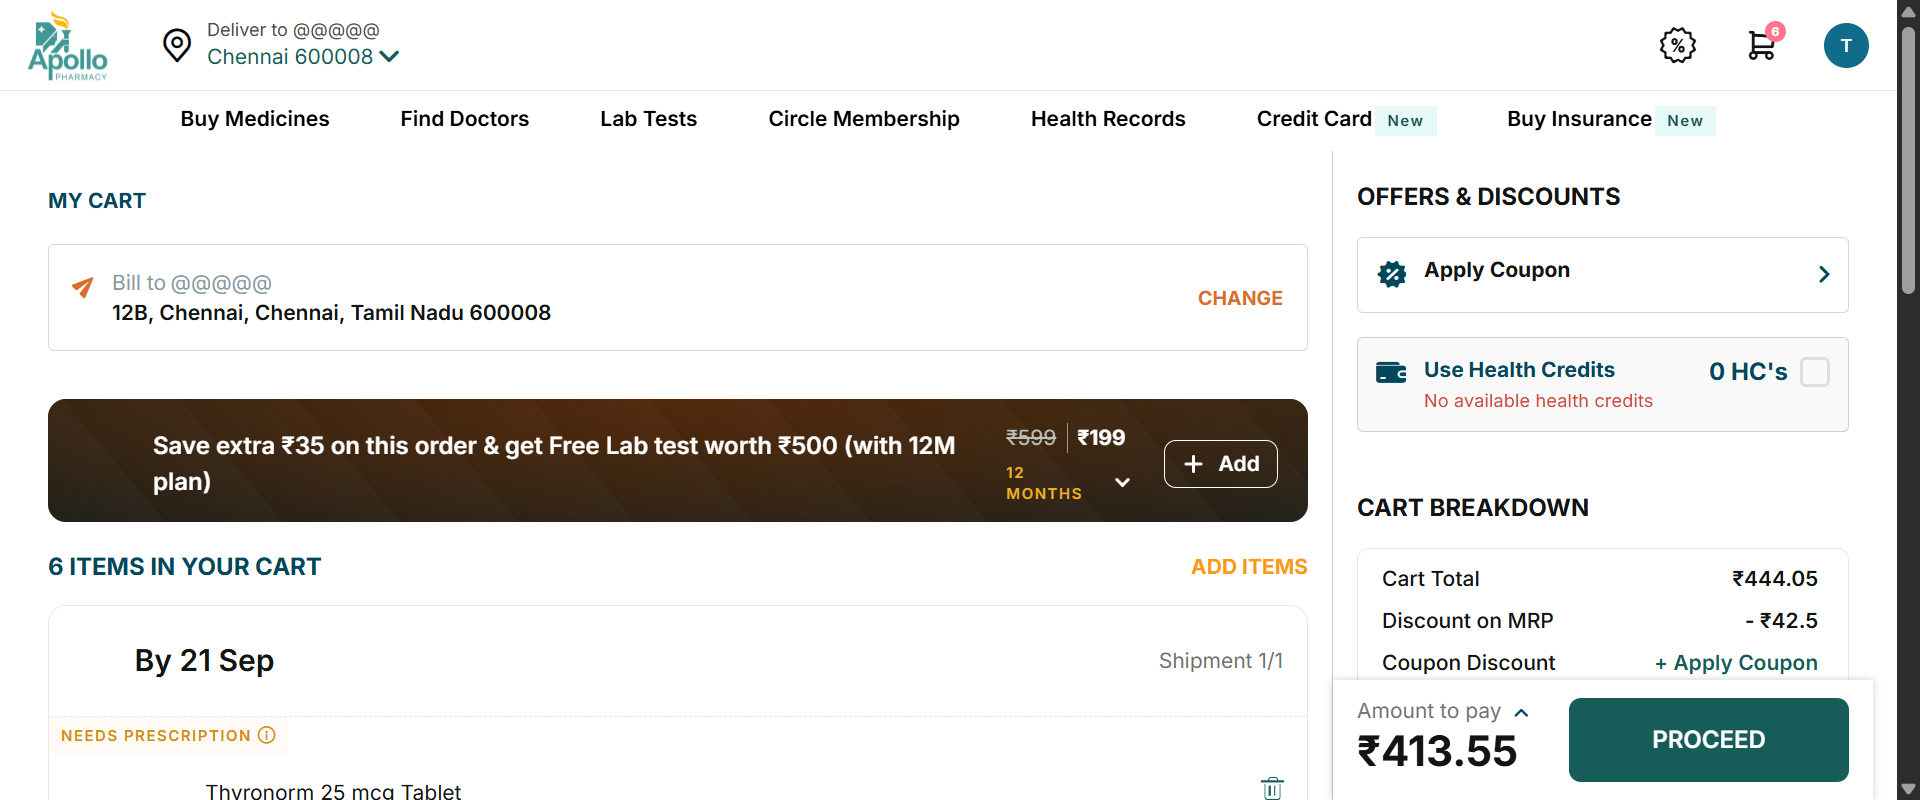 Apollo
PHARMACY
Deliver to @@@@@
Chennai 600008
%
6
T
Buy Medicines
Find Doctors
Lab Tests
Circle Membership
Health Records
Credit Card New
Buy Insurance New
MY CART
Bill to @@@@@
12B, Chennai, Chennai, Tamil Nadu 600008
CHANGE
Save extra ₹35 on this order & get Free Lab test worth ₹500 (with 12M
plan)
₹599 ₹199
12
MONTHS
+ Add
6 ITEMS IN YOUR CART
ADD ITEMS
By 21 Sep
Shipment 1/1
NEEDS PRESCRIPTION
Thyronorm 25 mcg Tablet
OFFERS & DISCOUNTS
Apply Coupon
Use Health Credits
0 HC's
No available health credits
CART BREAKDOWN
Cart Total ₹444.05
Discount on MRP - ₹42.5
Coupon Discount + Apply Coupon
Amount to pay
₹413.55
PROCEED